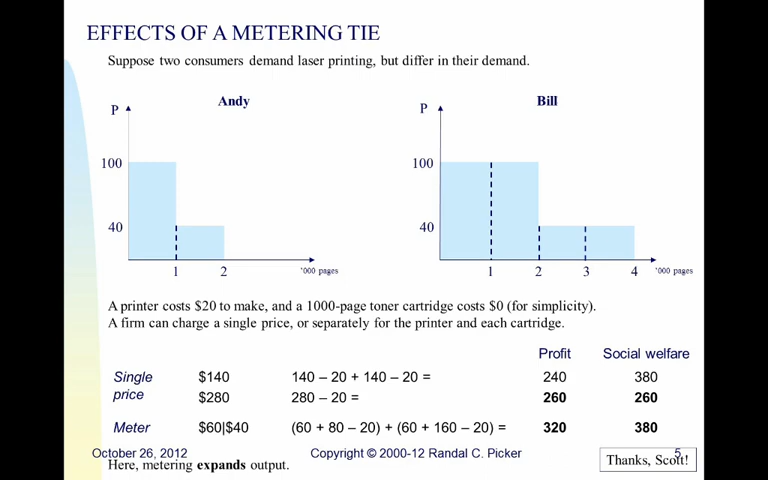 EFFECTS OF A METERING TIE
Suppose two consumers demand laser printing, but differ in their demand.
Andy
Bill
P
P
100
100
40
40
1 2 '000 pages
1 2 3 4 '000 pages
A printer costs $20 to make, and a 1000-page toner cartridge costs $0 (for simplicity).
A firm can charge a single price, or separately for the printer and each cartridge.
Profit Social welfare
Single $140 140 – 20 + 140 – 20 = 240 380
price $280 280 – 20 = 260 260
Meter $60|$40 (60 + 80 – 20) + (60 + 160 – 20) = 320 380
October 26, 2012 Copyright © 2000-12 Randal C. Picker 5
Here, metering expands output. Thanks, Scott!